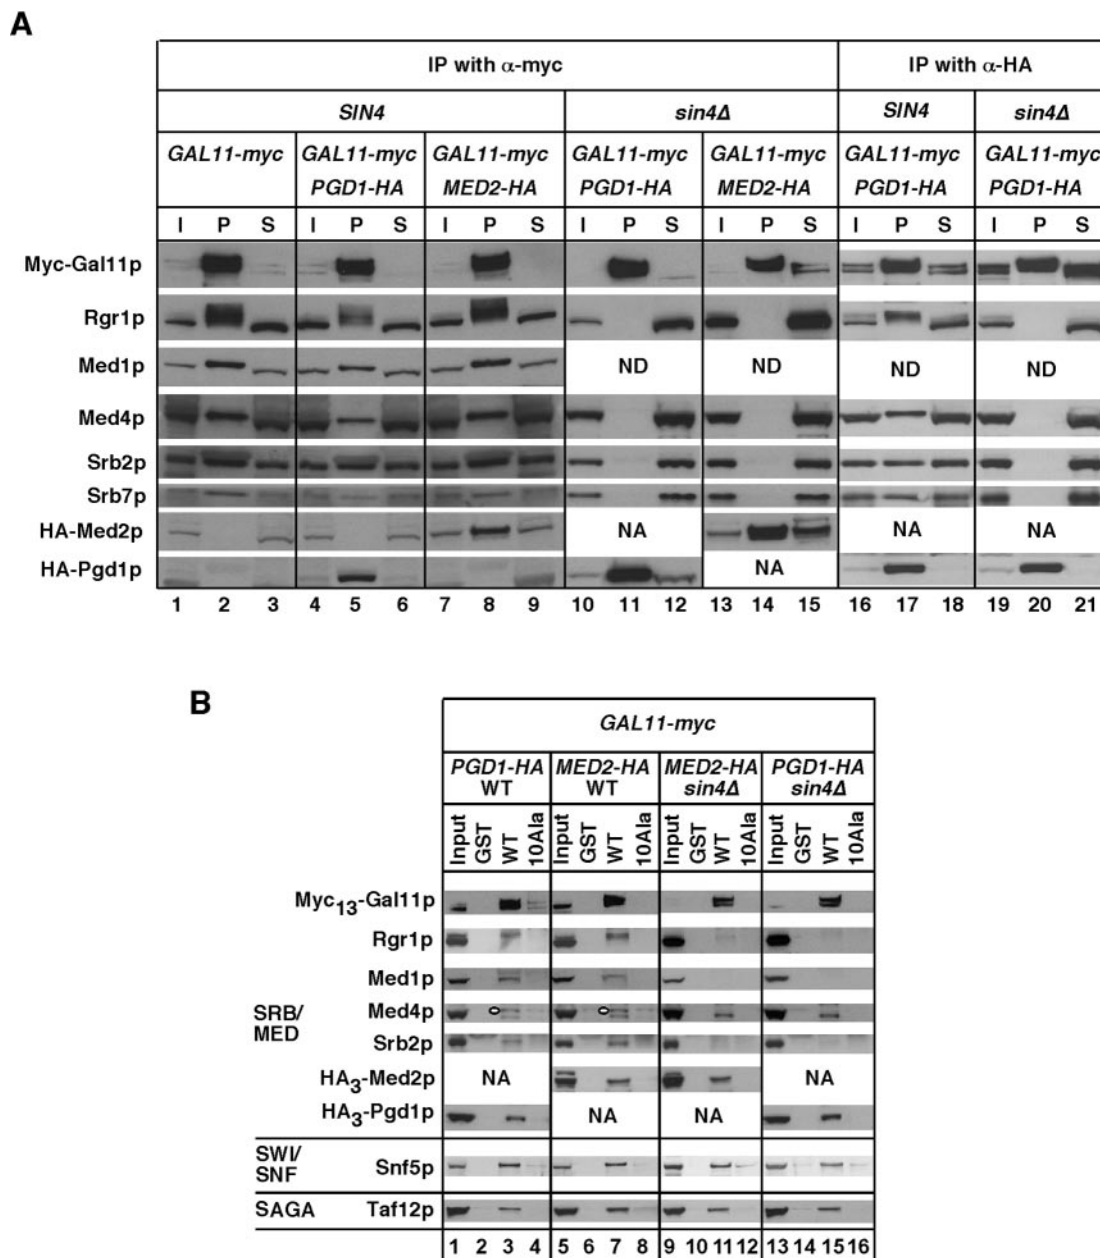 A
IP with α-myc IP with α-HA
SIN4 sin4Δ SIN4 sin4Δ
GAL11-myc GAL11-myc GAL11-myc GAL11-myc GAL11-myc GAL11-myc GAL11-myc
PGD1-HA MED2-HA PGD1-HA MED2-HA PGD1-HA PGD1-HA
I P S I P S I P S I P S I P S I P S I P S
Myc-Gal11p
Rgr1p
Med1p ND ND ND ND
Med4p
Srb2p
Srb7p
HA-Med2p NA NA NA
HA-Pgd1p NA
1 2 3 4 5 6 7 8 9 10 11 12 13 14 15 16 17 18 19 20 21
B
GAL11-myc
PGD1-HA MED2-HA MED2-HA PGD1-HA
WT WT sin4Δ sin4Δ
Input GST WT 10Ala Input GST WT 10Ala Input GST WT 10Ala Input GST WT 10Ala
Myc13-Gal11p
Rgr1p
Med1p
SRB/
MED
Med4p
Srb2p
HA3-Med2p NA NA
HA3-Pgd1p NA NA
SWI/
SNF
Snf5p
SAGA Taf12p
1 2 3 4 5 6 7 8 9 10 11 12 13 14 15 16